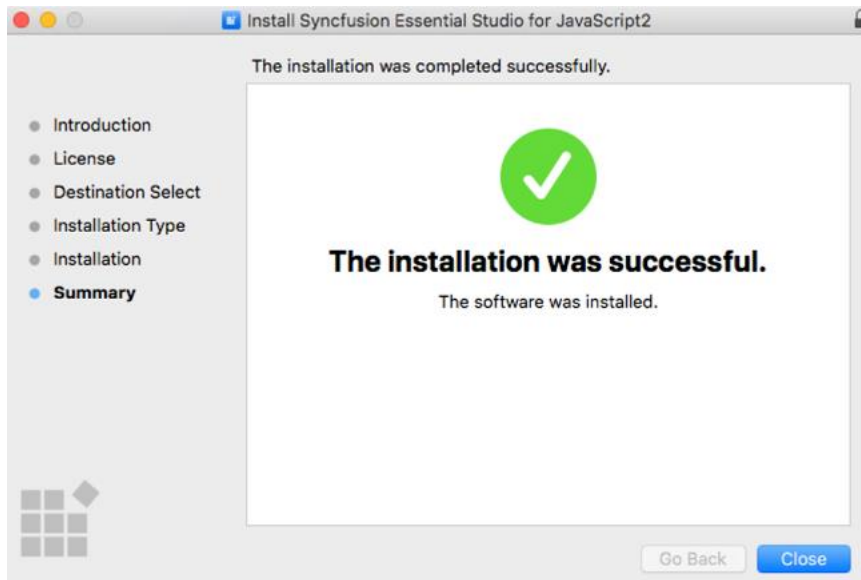 Install Syncfusion Essential Studio for JavaScript2
The installation was completed successfully.
Introduction
License
Destination Select
Installation Type
Installation
Summary
The installation was successful.
The software was installed.
Go Back
Close